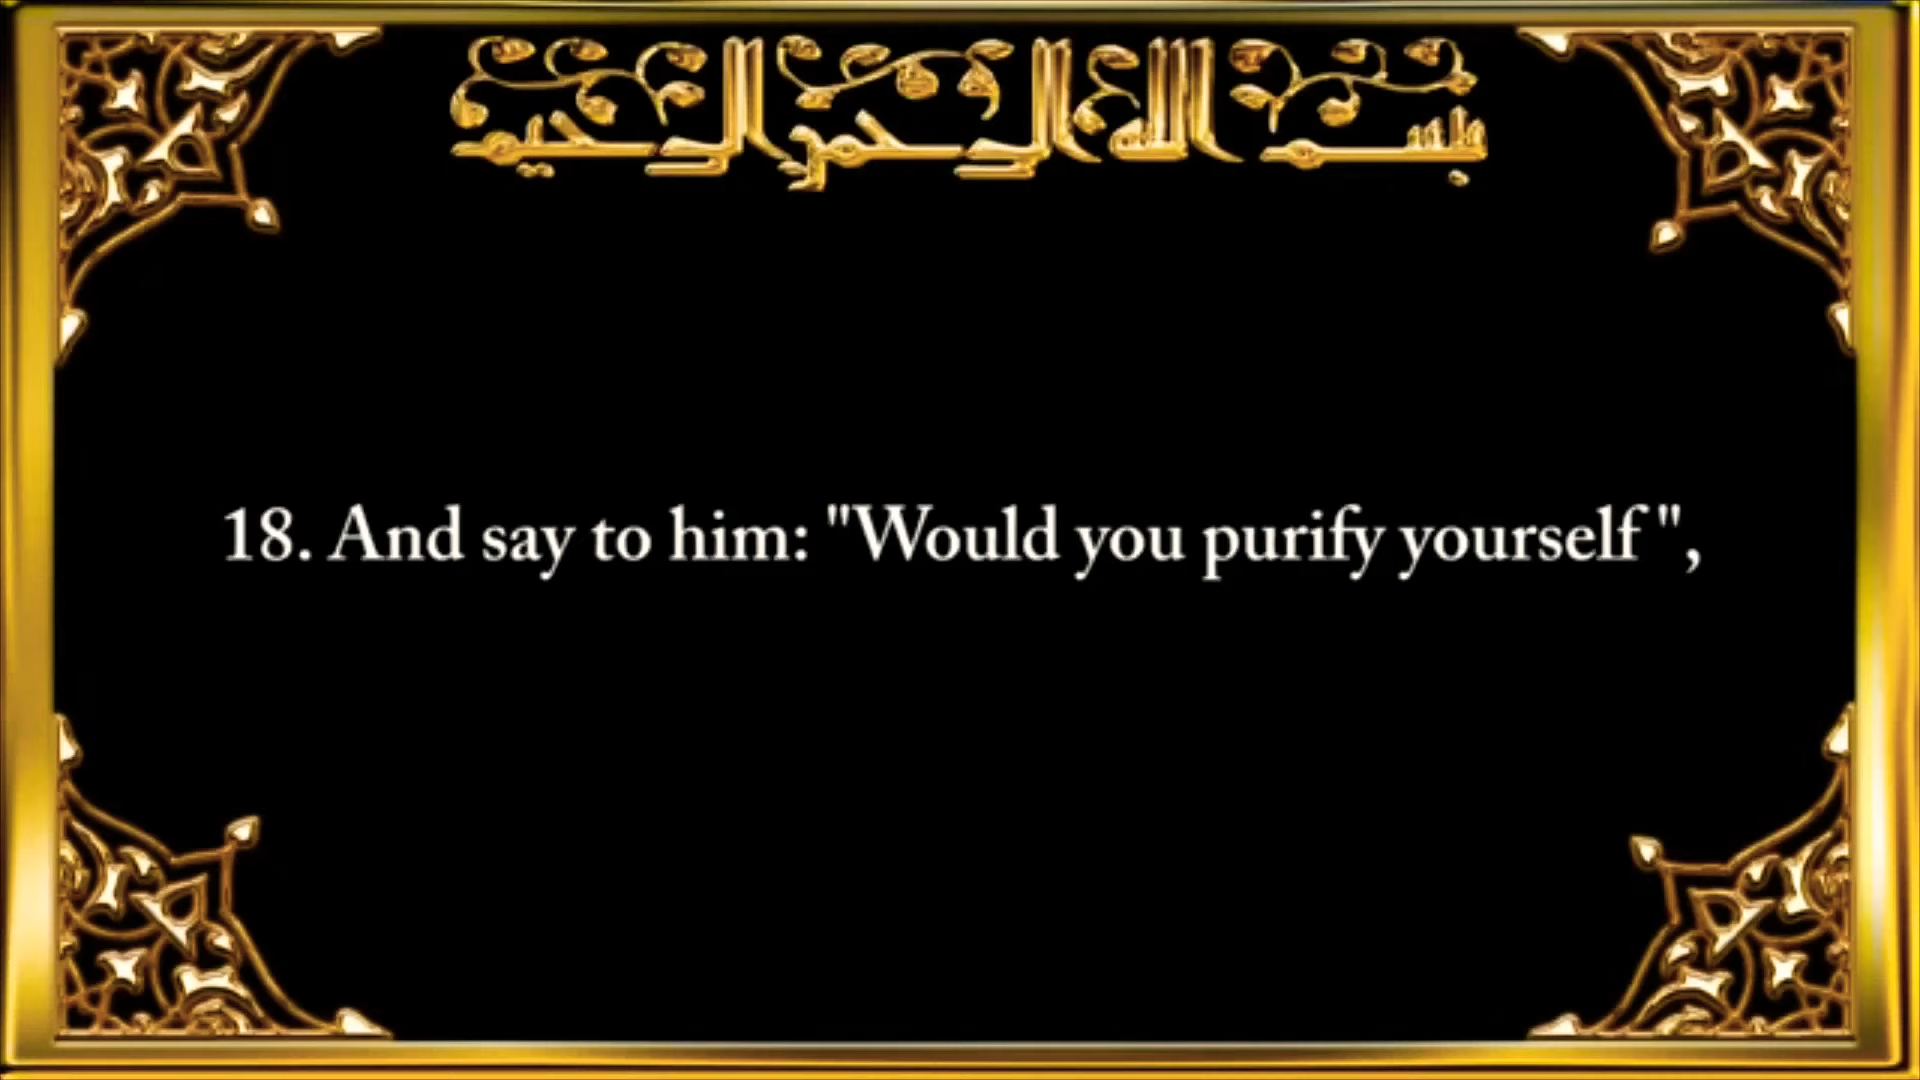 بسم الله الرحمن الرحيم
18. And say to him: "Would you purify yourself ",